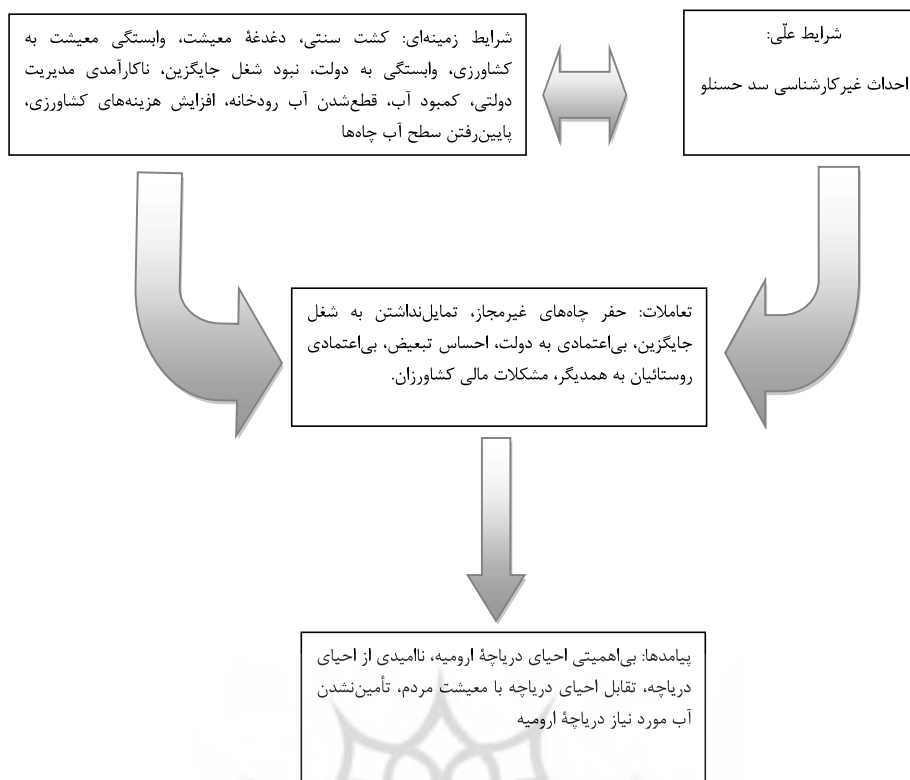 شرایط علّی:
احداث غیرکارشناسی سد حسنلو
شرایط زمینه‌ای: کشت سنتی، دغدغهٔ معیشت، وابستگی معیشت به
کشاورزی، وابستگی به دولت، نبود شغل جایگزین، ناکارآمدی مدیریت
دولتی، کمبود آب، قطع‌شدن آب رودخانه، افزایش هزینه‌های کشاورزی،
پایین‌رفتن سطح آب چاه‌ها
تعاملات: حفر چاه‌های غیرمجاز، تمایل‌نداشتن به شغل
جایگزین، بی‌اعتمادی به دولت، احساس تبعیض، بی‌اعتمادی
روستائیان به همدیگر، مشکلات مالی کشاورزان.
پیامدها: بی‌اهمیتی احیای دریاچهٔ ارومیه، ناامیدی از احیای
دریاچه، تقابل احیای دریاچه با معیشت مردم، تأمین‌نشدن
آب مورد نیاز دریاچهٔ ارومیه